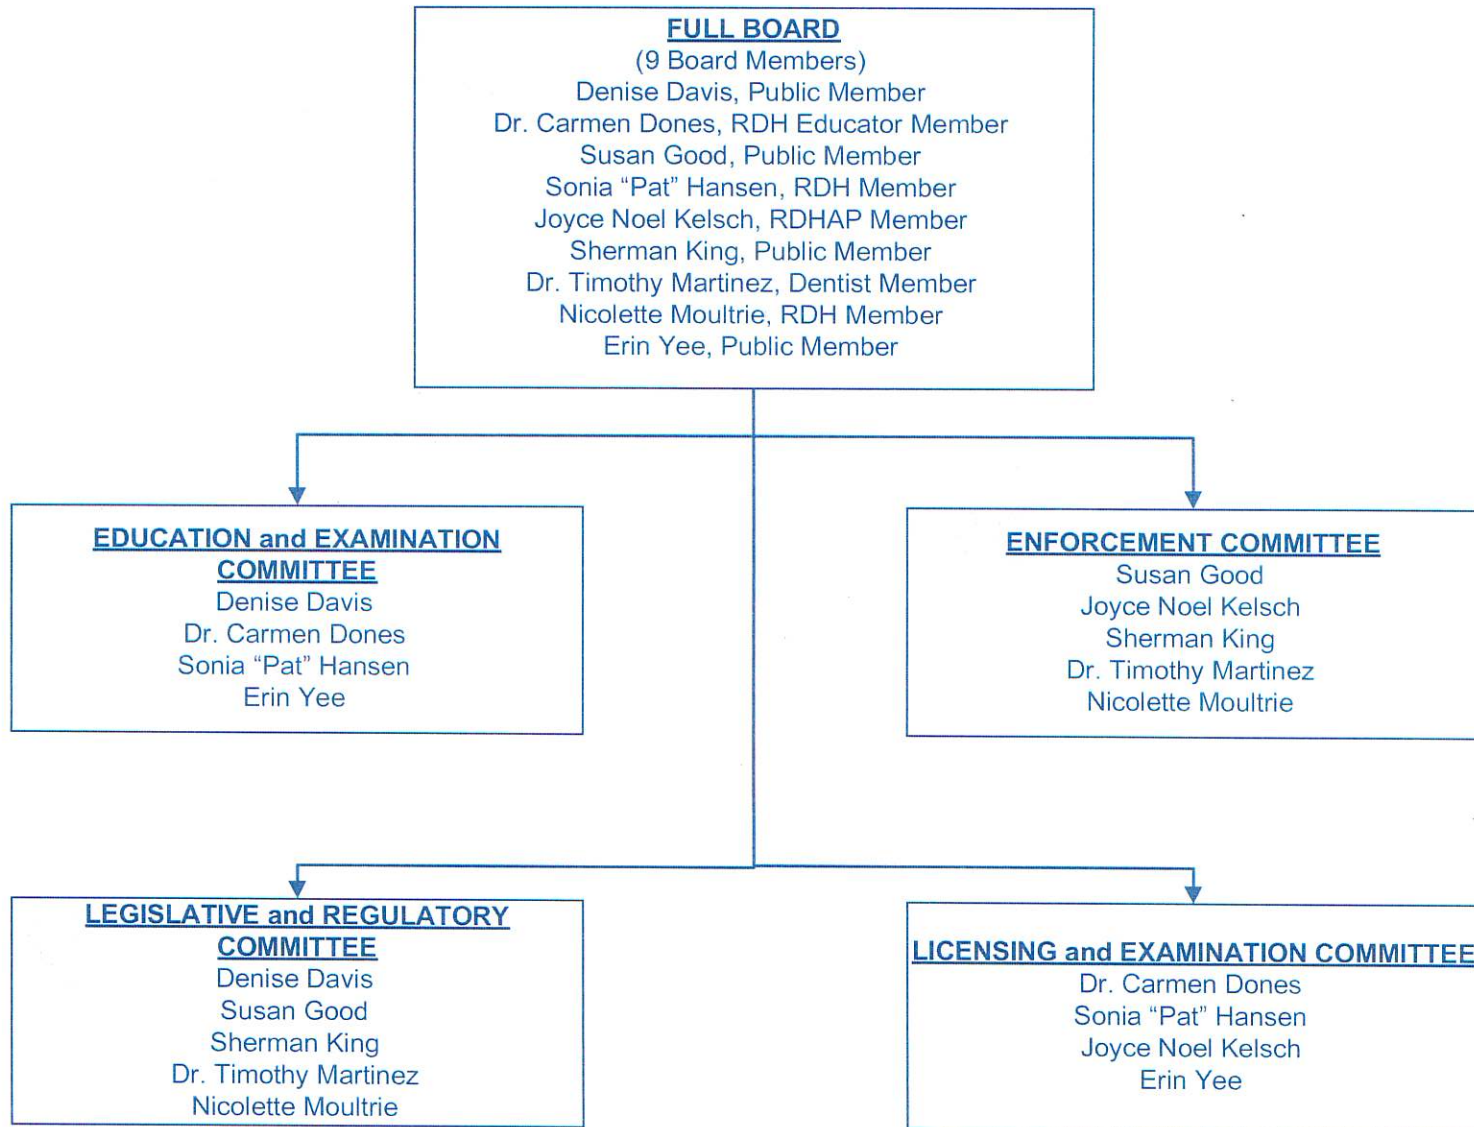 FULL BOARD
(9 Board Members)
Denise Davis, Public Member
Dr. Carmen Dones, RDH Educator Member
Susan Good, Public Member
Sonia “Pat” Hansen, RDH Member
Joyce Noel Kelsch, RDHAP Member
Sherman King, Public Member
Dr. Timothy Martinez, Dentist Member
Nicolette Moultrie, RDH Member
Erin Yee, Public Member
EDUCATION and EXAMINATION
COMMITTEE
Denise Davis
Dr. Carmen Dones
Sonia “Pat” Hansen
Erin Yee
ENFORCEMENT COMMITTEE
Susan Good
Joyce Noel Kelsch
Sherman King
Dr. Timothy Martinez
Nicolette Moultrie
LEGISLATIVE and REGULATORY
COMMITTEE
Denise Davis
Susan Good
Sherman King
Dr. Timothy Martinez
Nicolette Moultrie
LICENSING and EXAMINATION COMMITTEE
Dr. Carmen Dones
Sonia “Pat” Hansen
Joyce Noel Kelsch
Erin Yee